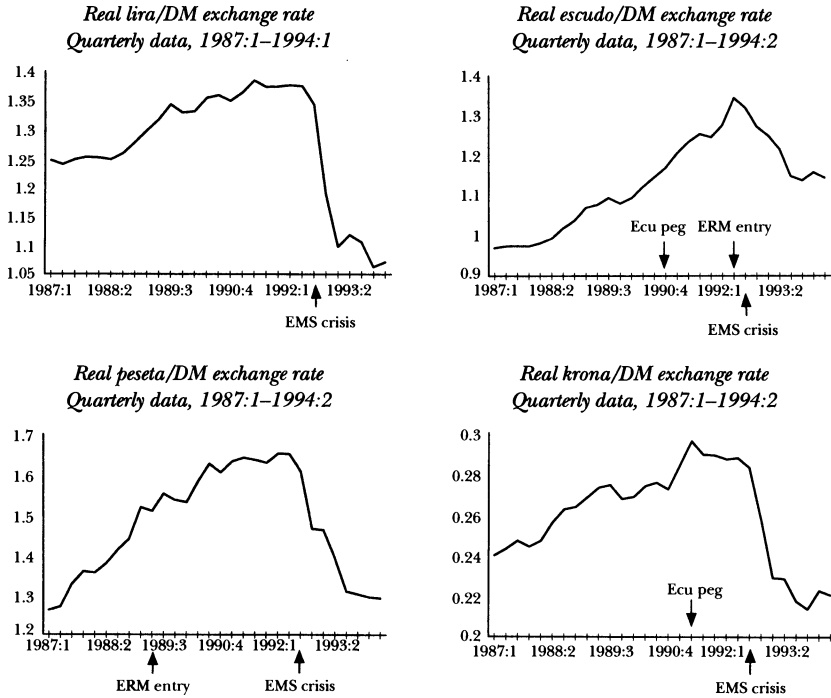 Real lira/DM exchange rate
Quarterly data, 1987:1–1994:1
1.4
1.35
1.3
1.25
1.2
1.15
1.1
1.05
1987:1 1988:2 1989:3 1990:4 1992:1 1993:2
EMS crisis
Real escudo/DM exchange rate
Quarterly data, 1987:1–1994:2
1.4
1.3
1.2
1.1
1
0.9
Ecu peg ERM entry
1987:1 1988:2 1989:3 1990:4 1992:1 1993:2
EMS crisis
Real peseta/DM exchange rate
Quarterly data, 1987:1–1994:2
1.7
1.6
1.5
1.4
1.3
1.2
1987:1 1988:2 1989:3 1990:4 1992:1 1993:2
ERM entry EMS crisis
Real krona/DM exchange rate
Quarterly data, 1987:1–1994:2
0.3
0.28
0.26
0.24
0.22
0.2
Ecu peg
1987:1 1988:2 1989:3 1990:4 1992:1 1993:2
EMS crisis